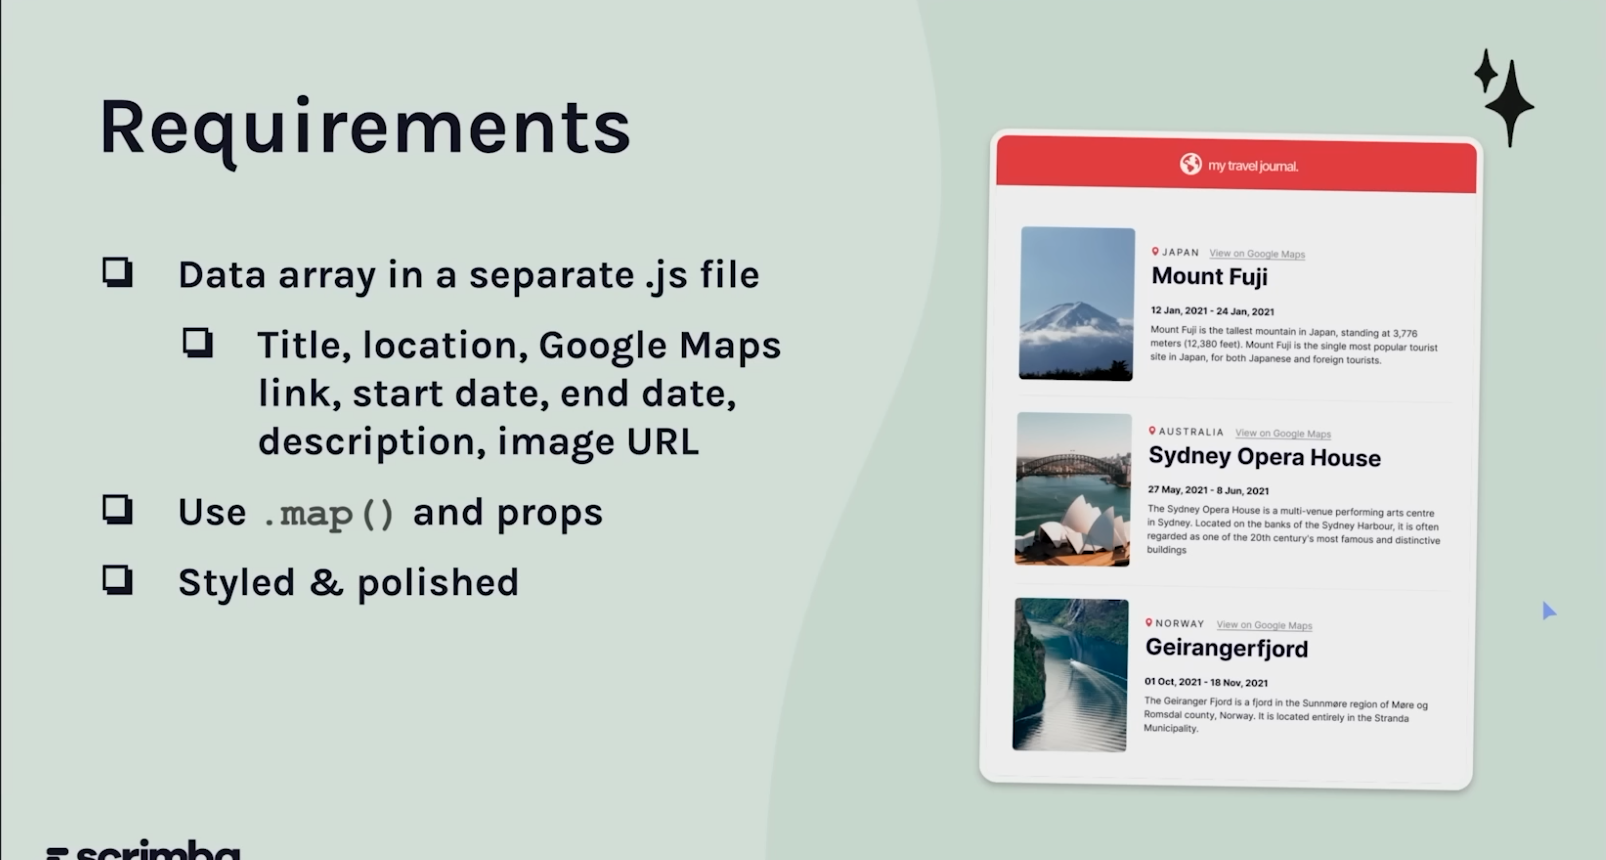 Requirements
Data array in a separate .js file
Title, location, Google Maps
link, start date, end date,
description, image URL
Use .map() and props
Styled & polished
scrimba
my travel journal.
JAPAN View on Google Maps
Mount Fuji
12 Jan, 2021 - 24 Jan, 2021
Mount Fuji is the tallest mountain in Japan, standing at 3,776
meters (12,380 feet). Mount Fuji is the single most popular tourist
site in Japan, for both Japanese and foreign tourists.
AUSTRALIA View on Google Maps
Sydney Opera House
27 May, 2021 - 8 Jun, 2021
The Sydney Opera House is a multi-venue performing arts centre
in Sydney. Located on the banks of the Sydney Harbour, it is often
regarded as one of the 20th century's most famous and distinctive
buildings
NORWAY View on Google Maps
Geirangerfjord
01 Oct, 2021 - 18 Nov, 2021
The Geiranger Fjord is a fjord in the Sunnmøre region of Møre og
Romsdal county, Norway. It is located entirely in the Stranda
Municipality.